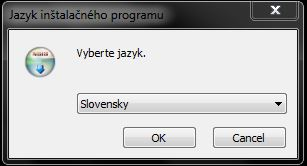 Jazyk inštalačného programu
Vyberte jazyk.
Slovensky
OK
Cancel